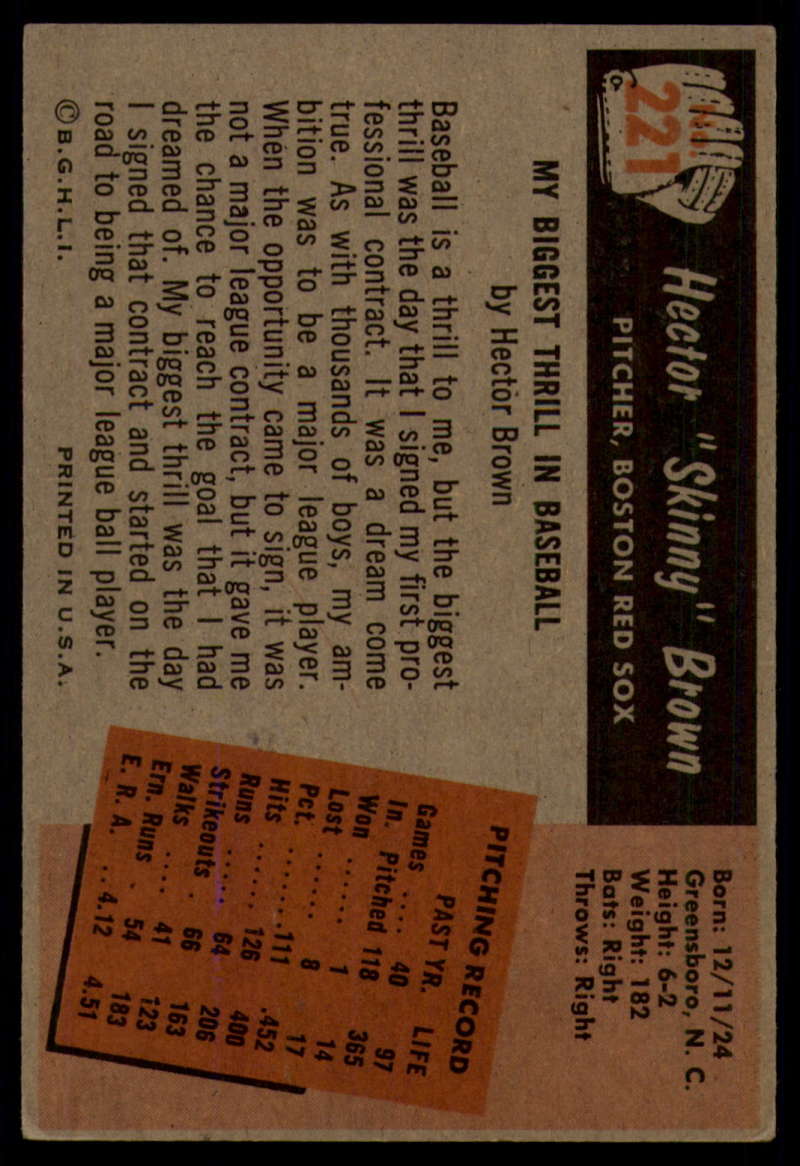 No.
221
Hector "Skinny" Brown
PITCHER, BOSTON RED SOX
Born: 12/11/24
Greensboro, N. C.
Height: 6-2
Weight: 182
Bats: Right
Throws: Right
MY BIGGEST THRILL IN BASEBALL
by Hector Brown
Baseball is a thrill to me, but the biggest
thrill was the day that I signed my first pro-
fessional contract. It was a dream come
true. As with thousands of boys, my am-
bition was to be a major league player.
When the opportunity came to sign, it was
not a major league contract, but it gave me
the chance to reach the goal that I had
dreamed of. My biggest thrill was the day
I signed that contract and started on the
road to being a major league ball player.
© B.G.H.L.I. PRINTED IN U.S.A.
PITCHING RECORD
PAST YR. LIFE
Games .... 40 97
In. Pitched 118 365
Won ...... 1 14
Lost ...... 8 17
Pct. .......111 .452
Hits ...... 126 400
Runs ..... 64 206
Strikeouts . 66 163
Walks .... 41 123
Ern. Runs . 54 183
E. R. A. .. 4.12 4.51